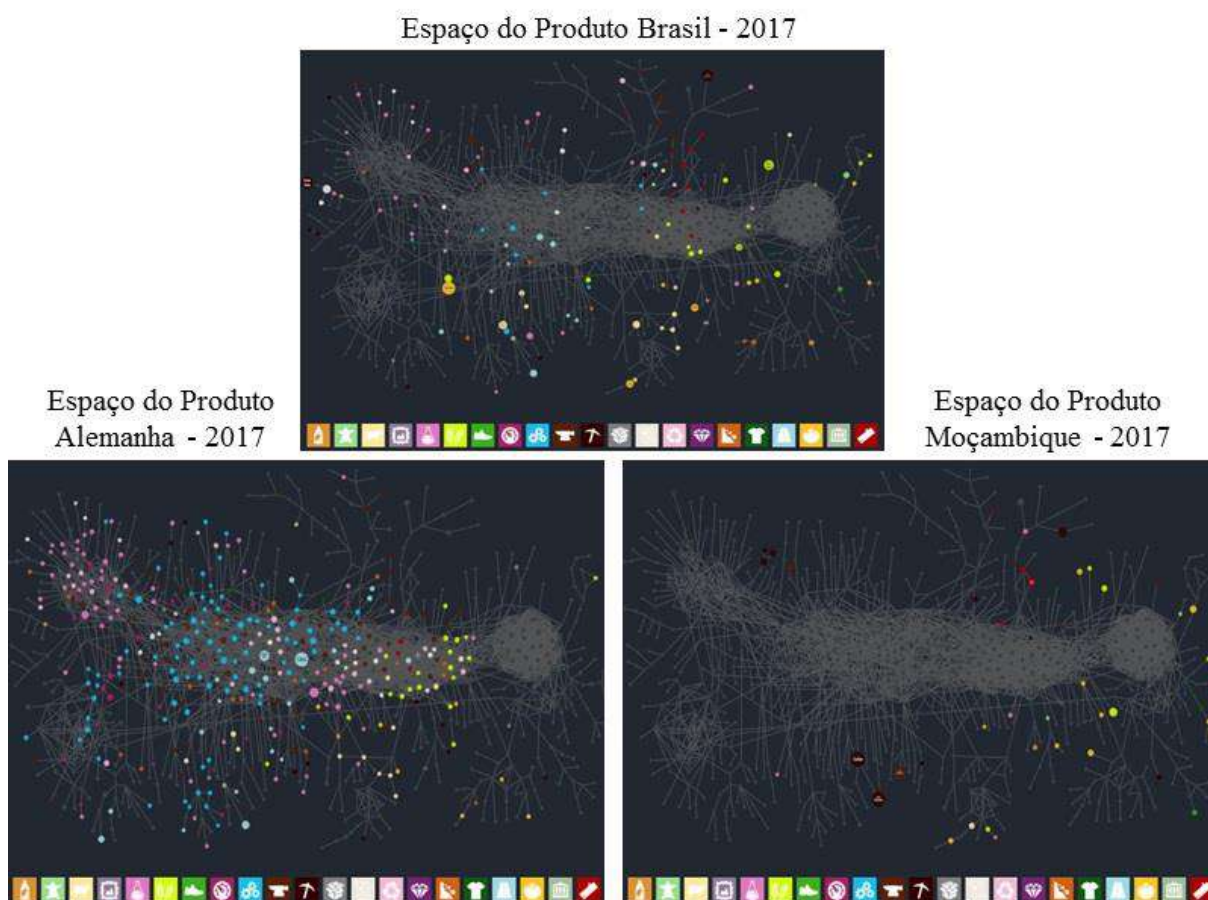 Espaço do Produto Brasil - 2017
Espaço do Produto
Alemanha - 2017
Espaço do Produto
Moçambique - 2017